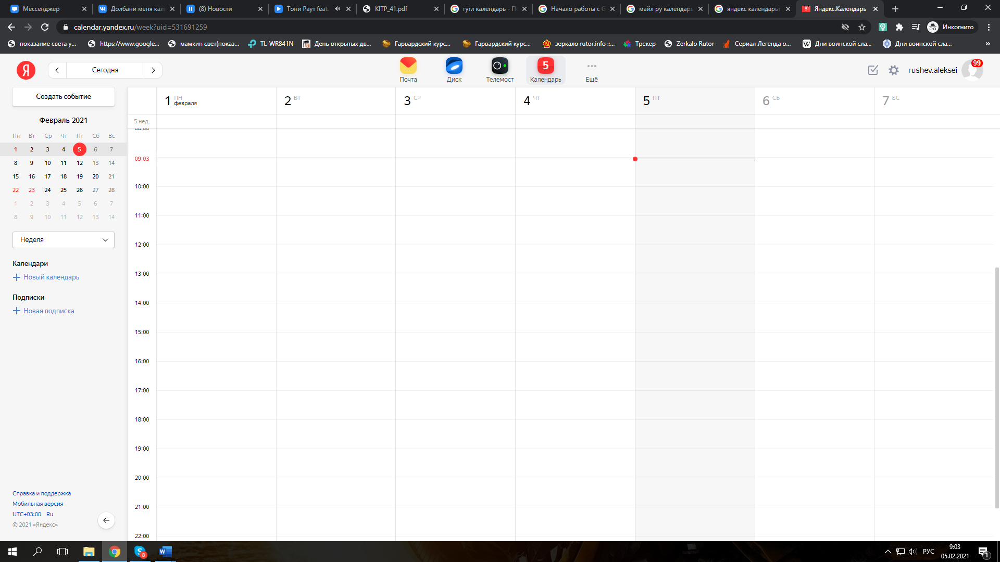 Мессенджер
Долбани меня кал
(8) Новости
Тони Раут feat.
KITP_41.pdf
гугл календарь - П
Начало работы с G
майл ру календарь
яндекс календарь
Яндекс.Календарь
calendar.yandex.ru/week?uid=531691259
Инкогнито
показание света у...
https://www.google...
мамкин свет(показ...
TL-WR841N
День открытых дв...
Гарвардский курс...
Гарвардский курс...
зеркало rutor.info ::...
Трекер
Zerkalo Rutor
Сериал Легенда о...
W
Дни воинской сла...
Дни воинской сла...
»
Я
Сегодня
Почта
Диск
Телемост
5
Календарь
Ещё
rushev.aleksei
99
Создать событие
Февраль 2021
Пн Вт Ср Чт Пт Сб Вс
1 2 3 4 5 6 7
8 9 10 11 12 13 14
15 16 17 18 19 20 21
22 23 24 25 26 27 28
1 2 3 4 5 6 7
8 9 10 11 12 13 14
Неделя
Календари
Новый календарь
Подписки
Новая подписка
Справка и поддержка
Мобильная версия
UTC+03:00 Ru
© 2021 «Яндекс»
1 ПН февраля
2 ВТ
3 СР
4 ЧТ
5 ПТ
6 СБ
7 ВС
5 нед.
09:03
10:00
11:00
12:00
13:00
14:00
15:00
16:00
17:00
18:00
19:00
20:00
21:00
22:00
8
РУС
9:03
05.02.2021
1